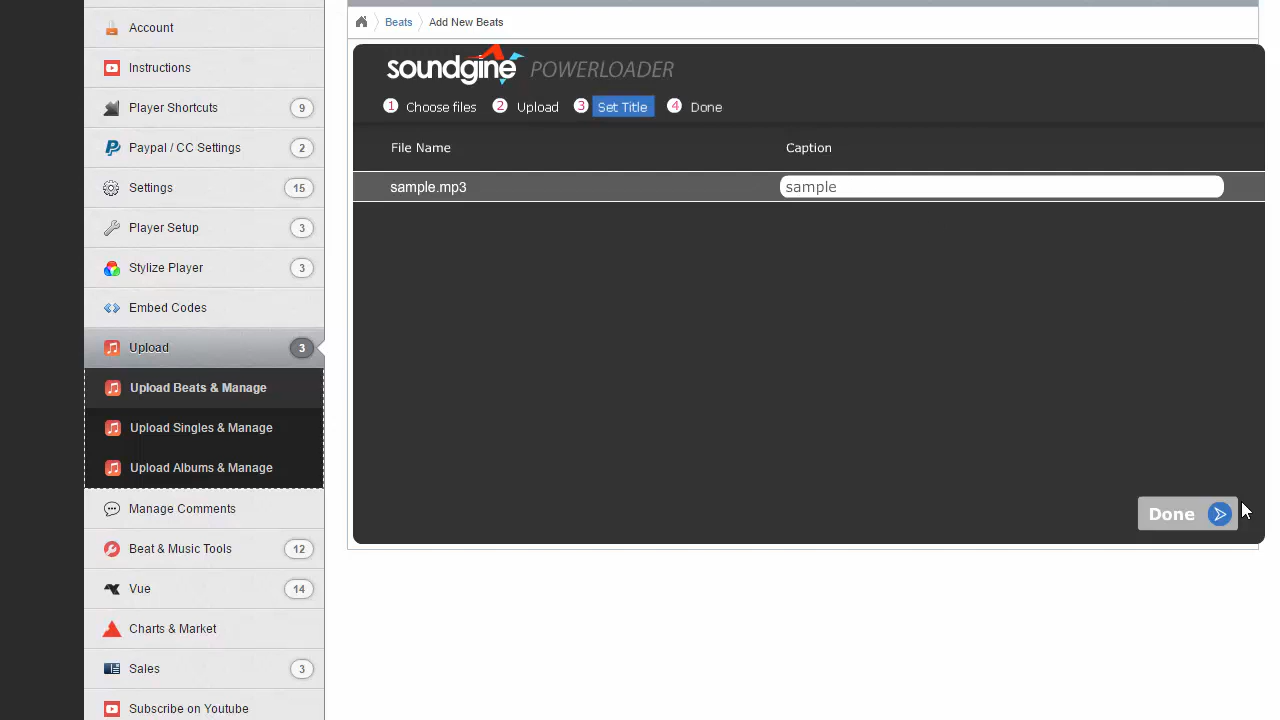 Account
Instructions
Player Shortcuts 9
Paypal / CC Settings 2
Settings 15
Player Setup 3
Stylize Player 3
Embed Codes
Upload 3
Upload Beats & Manage
Upload Singles & Manage
Upload Albums & Manage
Manage Comments
Beat & Music Tools 12
Vue 14
Charts & Market
Sales 3
Subscribe on Youtube
Beats Add New Beats
soundgine POWERLOADER
1 Choose files 2 Upload 3 Set Title 4 Done
File Name Caption
sample.mp3 sample
Done